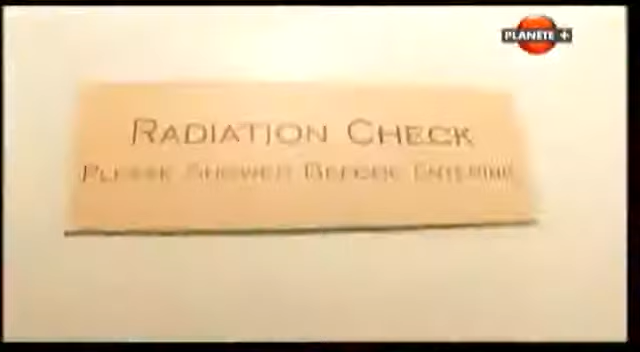 PLANETE +
RADIATION CHECK
PLEASE SHOWER BEFORE ENTERING